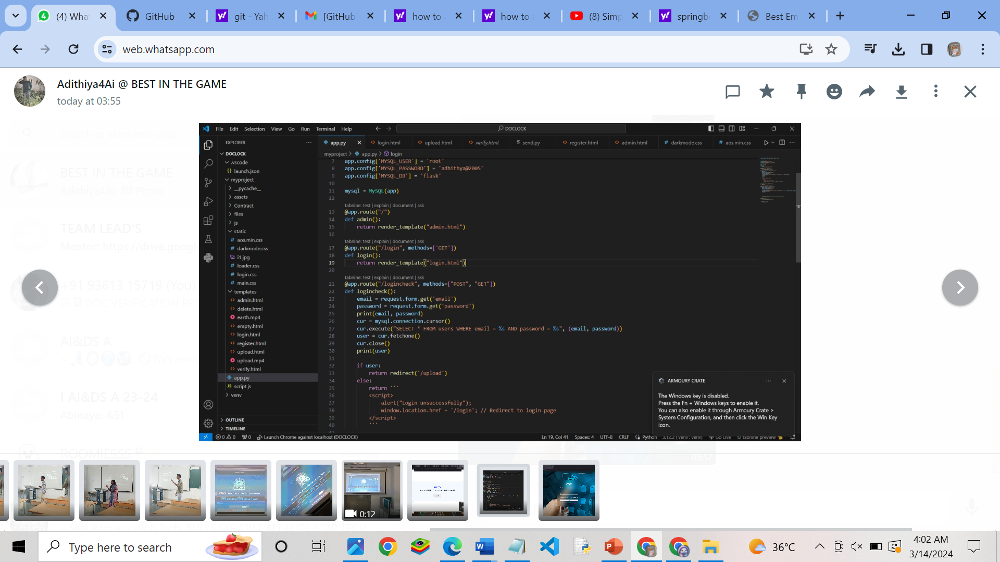 (4) What
GitHub
git - Yah
[GitHub
how to
how to
(8) Simp
springb
Best Em
web.whatsapp.com
Adithiya4Ai @ BEST IN THE GAME
today at 03:55
Search or start new chat
BEST IN THE GAME
Adithiya4Ai: Photo
TEAM LEAD'S
Mentor: https://drive.googl
+91 93613 15719 (You)
DOC VERIFICATION PP
AI&DS A
This mess
I AI&DS A 23-24
Abinaya: &51
ROOMIESSS
yesterday
03:57
File Edit Selection View Go Run Terminal Help
DOCLOCK
EXPLORER
DOCLOCK
.vscode
launch.json
myproject
__pycache__
assets
Contract
files
js
static
aos.min.css
darkmode.css
i1.jpg
loader.css
login.css
main.css
templates
admin.html
delete.html
earth.mp4
empty.html
login.html
register.html
upload.html
upload.mp4
verify.html
app.py
script.js
venv
OUTLINE
TIMELINE
app.py login.html upload.html verify.html send.py register.html admin.html darkmode.css aos.min.css
myproject > app.py > login
7 app.config['MYSQL_USER'] = 'root'
8 app.config['MYSQL_PASSWORD'] = 'adhithya@2005'
9 app.config['MYSQL_DB'] = 'flask'
10
11 mysql = MySQL(app)
12
tabnine: test | explain | document | ask
13 @app.route("/")
14 def admin():
15 return render_template("admin.html")
16
tabnine: test | explain | document | ask
17 @app.route("/login", methods=['GET'])
18 def login():
19 return render_template("login.html")
20
tabnine: test | explain | document | ask
21 @app.route("/logincheck", methods=["POST", "GET"])
22 def logincheck():
23 email = request.form.get('email')
24 password = request.form.get('password')
25 print(email, password)
26 cur = mysql.connection.cursor()
27 cur.execute("SELECT * FROM users WHERE email = %s AND password = %s", (email, password))
28 user = cur.fetchone()
29 cur.close()
30 print(user)
31
32 if user:
33 return redirect('/upload')
34 else:
35 return '''
36 <script>
37 alert("Login unsuccessfully");
38 window.location.href = '/login'; // Redirect to login page
39 </script>
40 '''
41
ARMOURY CRATE
The Windows key is disabled.
Press the Fn + Windows keys to enable it.
You can also enable it through Armoury Crate >
System Configuration, and then click the Win Key
icon.
0 0 0 Launch Chrome against localhost (DOCLOCK) Ln 19, Col 41 Spaces: 4 UTF-8 CRLF Python 3.12.2 ('venv': venv) Go Live tabnine preview
0:12
Login
Type here to search
36°C
4:02 AM
3/14/2024